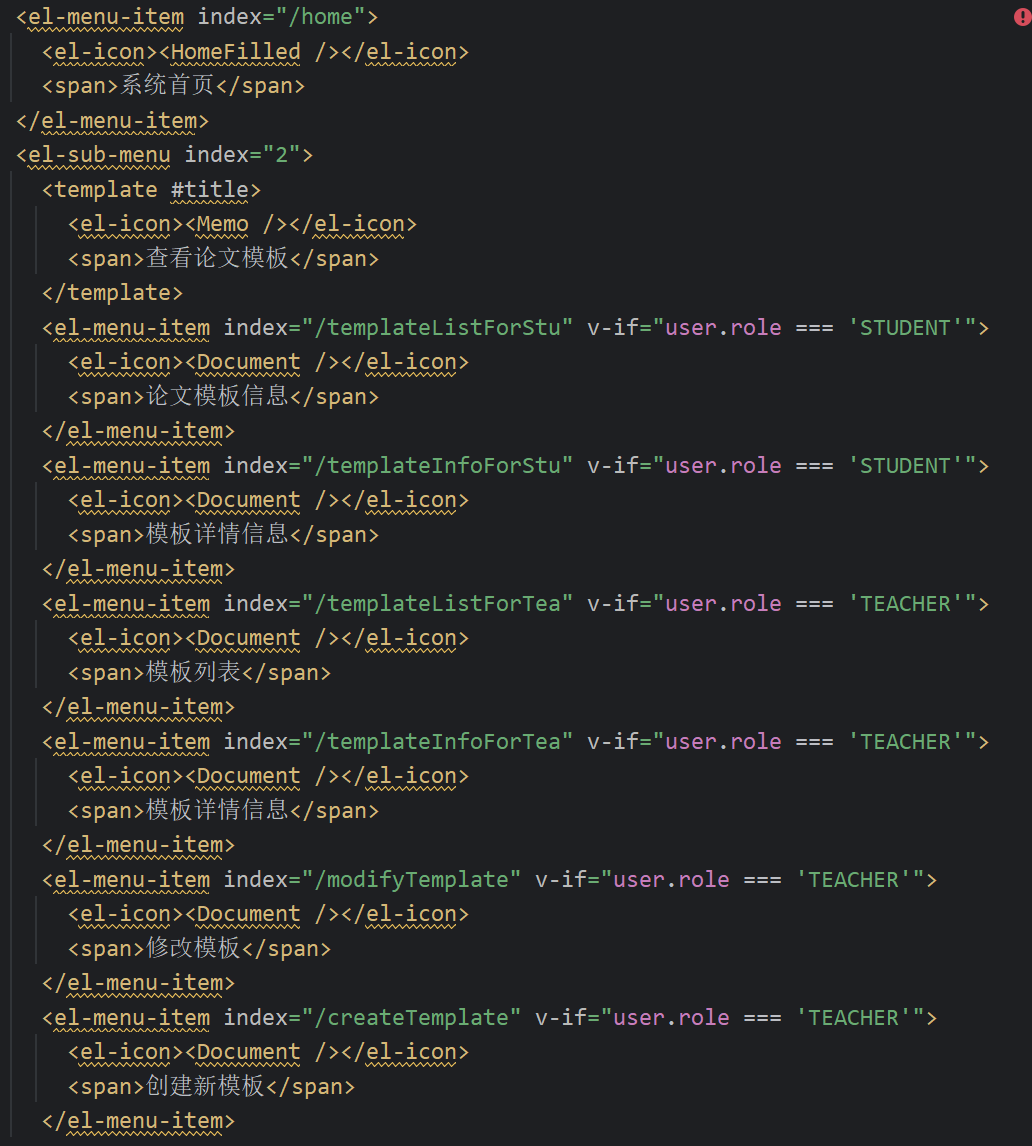 <el-menu-item index="/home">
<el-icon><HomeFilled /></el-icon>
<span>系统首页</span>
</el-menu-item>
<el-sub-menu index="2">
<template #title>
<el-icon><Memo /></el-icon>
<span>查看论文模板</span>
</template>
<el-menu-item index="/templateListForStu" v-if="user.role === 'STUDENT'">
<el-icon><Document /></el-icon>
<span>论文模板信息</span>
</el-menu-item>
<el-menu-item index="/templateInfoForStu" v-if="user.role === 'STUDENT'">
<el-icon><Document /></el-icon>
<span>模板详情信息</span>
</el-menu-item>
<el-menu-item index="/templateListForTea" v-if="user.role === 'TEACHER'">
<el-icon><Document /></el-icon>
<span>模板列表</span>
</el-menu-item>
<el-menu-item index="/templateInfoForTea" v-if="user.role === 'TEACHER'">
<el-icon><Document /></el-icon>
<span>模板详情信息</span>
</el-menu-item>
<el-menu-item index="/modifyTemplate" v-if="user.role === 'TEACHER'">
<el-icon><Document /></el-icon>
<span>修改模板</span>
</el-menu-item>
<el-menu-item index="/createTemplate" v-if="user.role === 'TEACHER'">
<el-icon><Document /></el-icon>
<span>创建新模板</span>
</el-menu-item>